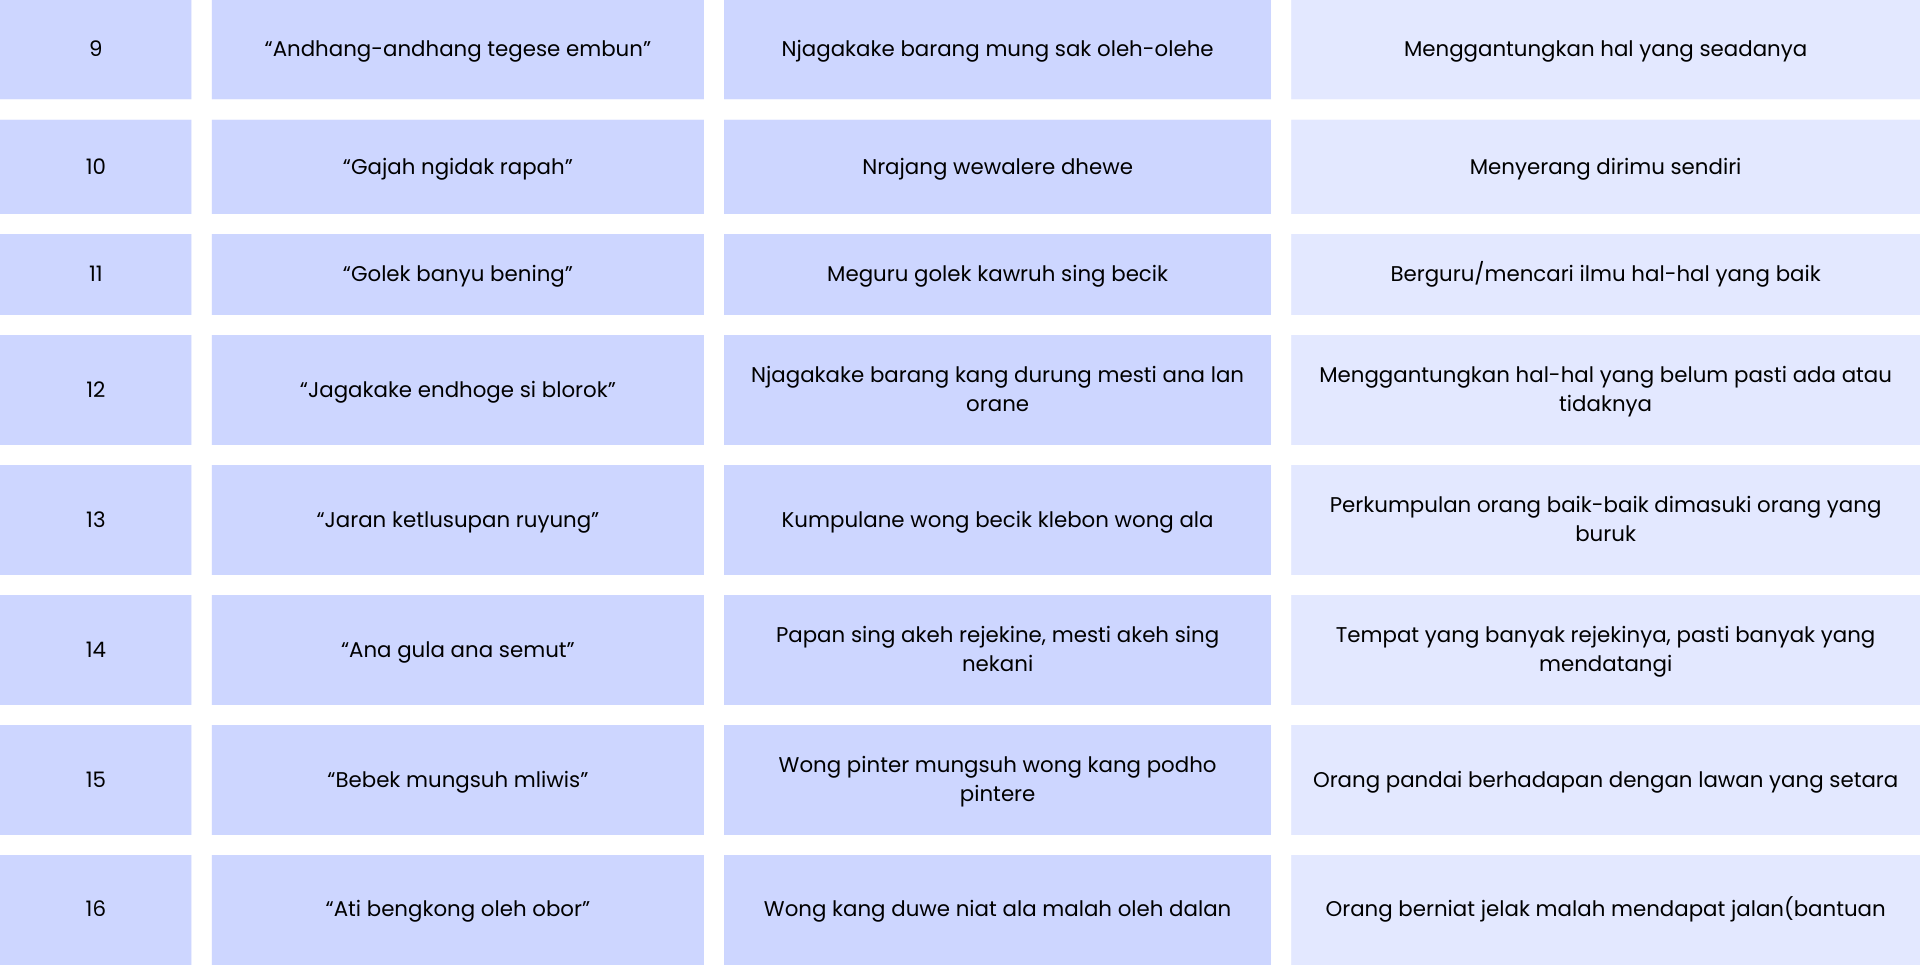 9
“Andhang-andhang tegese embun”
Njagakake barang mung sak oleh-olehe
Menggantungkan hal yang seadanya
10
“Gajah ngidak rapah”
Nrajang wewalere dhewe
Menyerang dirimu sendiri
11
“Golek banyu bening”
Meguru golek kawruh sing becik
Berguru/mencari ilmu hal-hal yang baik
12
“Jagakake endhoge si blorok”
Njagakake barang kang durung mesti ana lan
orane
Menggantungkan hal-hal yang belum pasti ada atau
tidaknya
13
“Jaran ketlusupan ruyung”
Kumpulane wong becik klebon wong ala
Perkumpulan orang baik-baik dimasuki orang yang
buruk
14
“Ana gula ana semut”
Papan sing akeh rejekine, mesti akeh sing
nekani
Tempat yang banyak rejekinya, pasti banyak yang
mendatangi
15
“Bebek mungsuh mliwis”
Wong pinter mungsuh wong kang podho
pintere
Orang pandai berhadapan dengan lawan yang setara
16
“Ati bengkong oleh obor”
Wong kang duwe niat ala malah oleh dalan
Orang berniat jelak malah mendapat jalan(bantuan